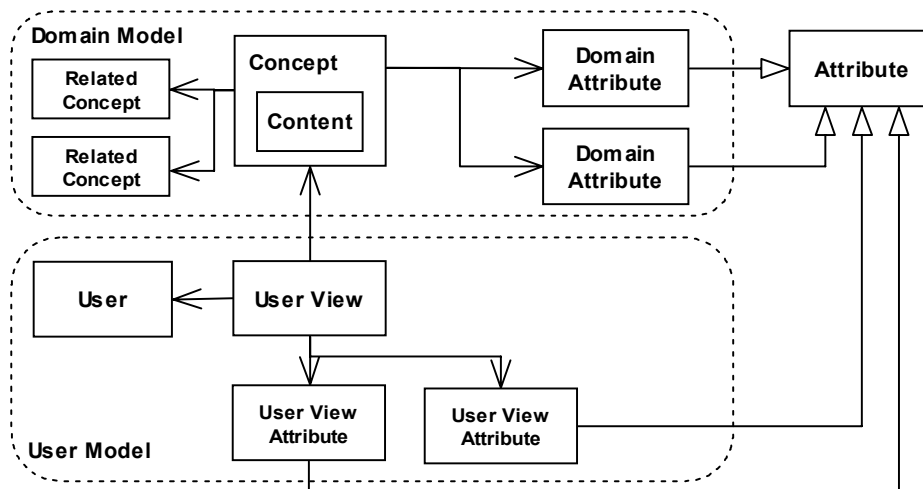 Domain Model
Related
Concept
Related
Concept
Concept
Content
Domain
Attribute
Domain
Attribute
Attribute
User
User View
User View
Attribute
User View
Attribute
User Model